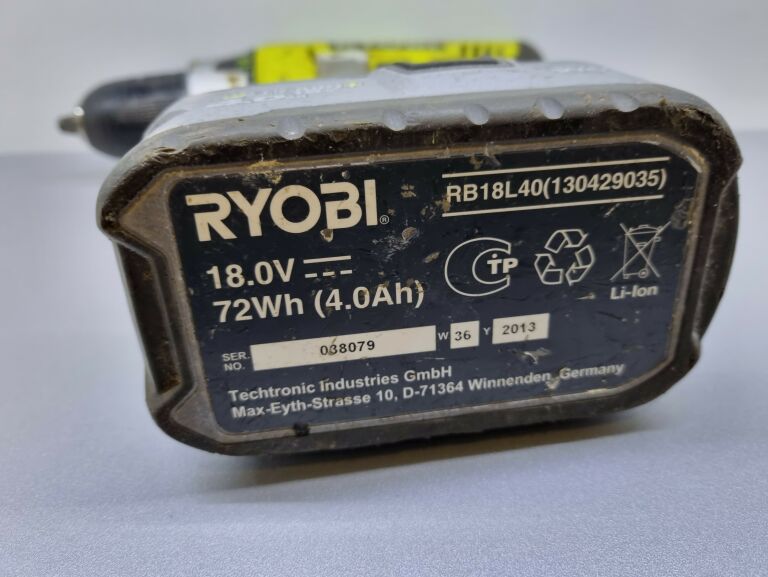 RYOBI®
RB18L40(130429035)
18.0V
72Wh (4.0Ah)
TP
Li-Ion
SER. NO. 038079 W 36 Y 2013
Techtronic Industries GmbH
Max-Eyth-Strasse 10, D-71364 Winnenden, Germany